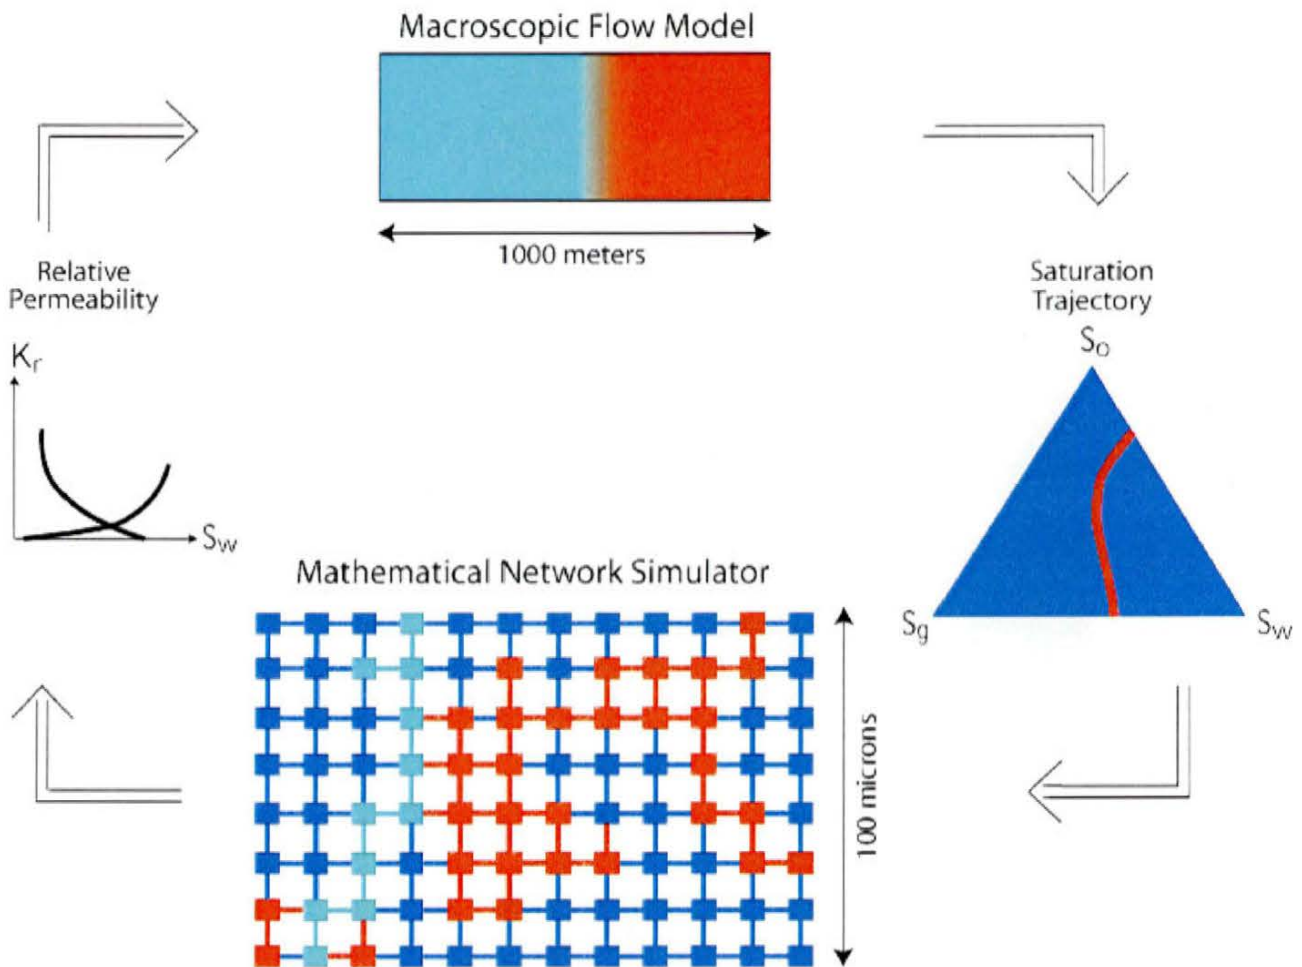 Macroscopic Flow Model
1000 meters
Relative
Permeability
Kr
Sw
Saturation
Trajectory
So
Sg
Sw
Mathematical Network Simulator
100 microns